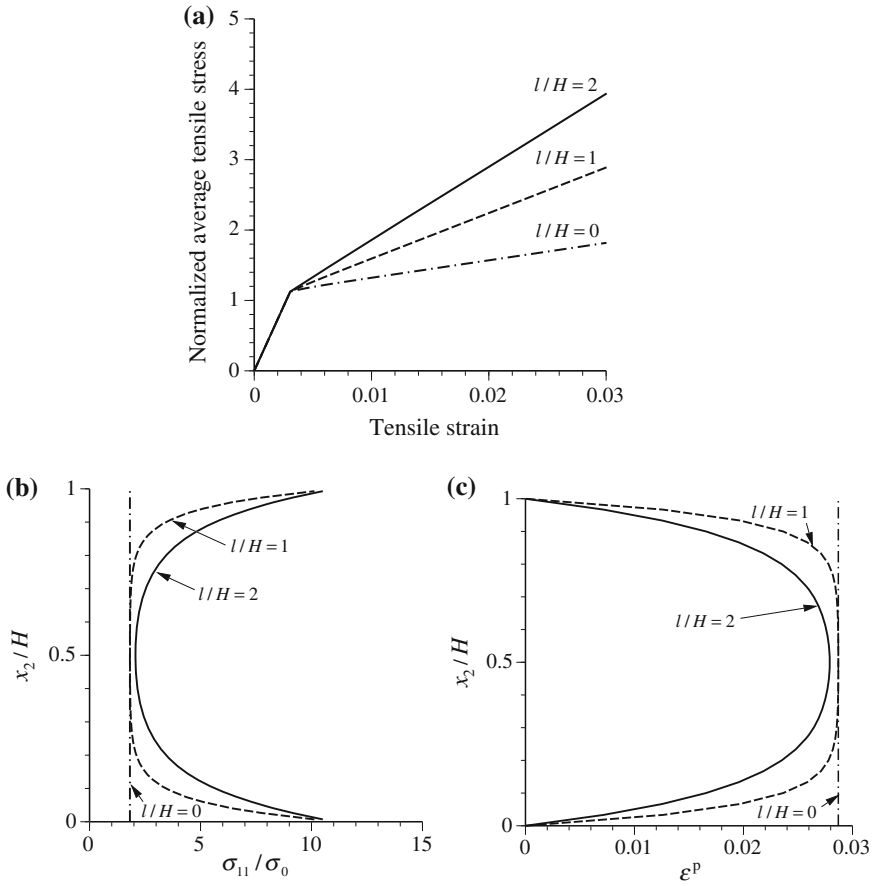 (a)
Normalized average tensile stress
5
4
3
2
1
0
l/H = 2
l/H = 1
l/H = 0
0 0.01 0.02 0.03
Tensile strain
(b)
x₂/H
1
0.5
0
l/H = 1
l/H = 2
l/H = 0
0 5 10 15
σ₁₁/σ₀
(c)
x₂/H
1
0.5
0
l/H = 1
l/H = 2
l/H = 0
0 0.01 0.02 0.03
εᵖ